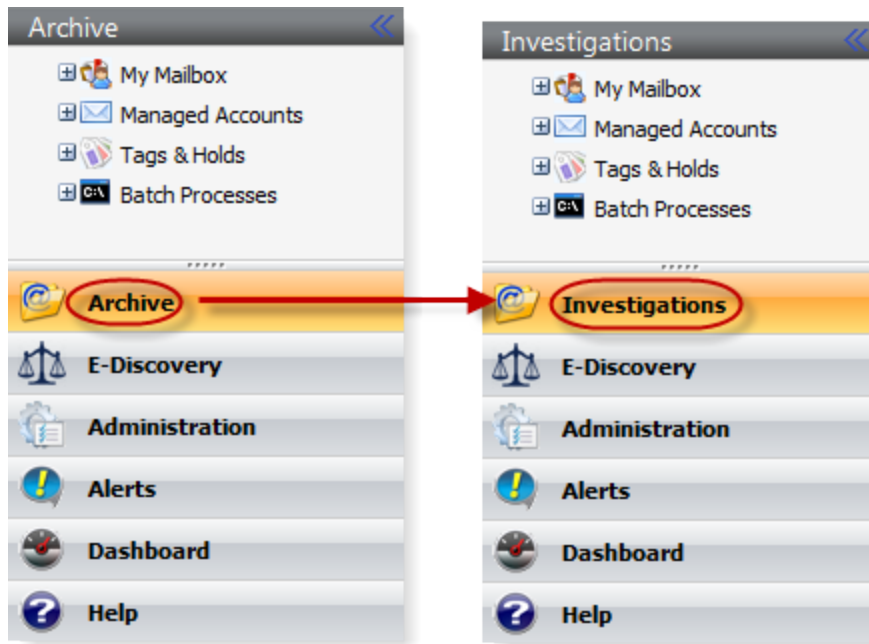 Archive
My Mailbox
Managed Accounts
Tags & Holds
C:\
Batch Processes
Archive
E-Discovery
Administration
Alerts
Dashboard
Help
Investigations
My Mailbox
Managed Accounts
Tags & Holds
C:\
Batch Processes
Investigations
E-Discovery
Administration
Alerts
Dashboard
Help